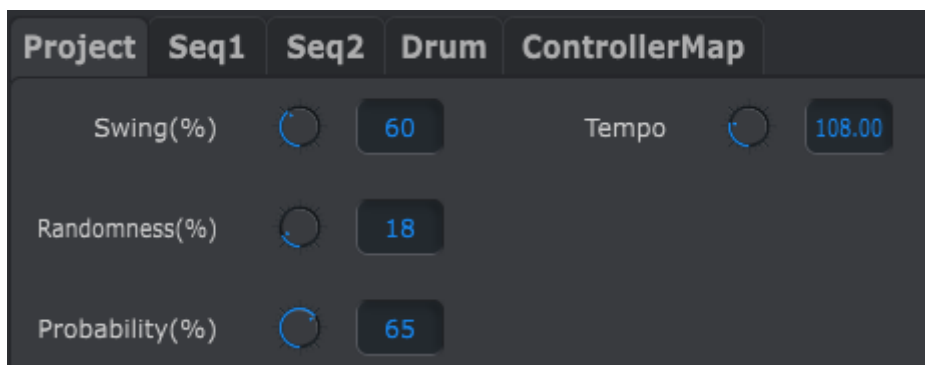 Project Seq1 Seq2 Drum ControllerMap
Swing(%) 60 Tempo 108.00
Randomness(%) 18
Probability(%) 65